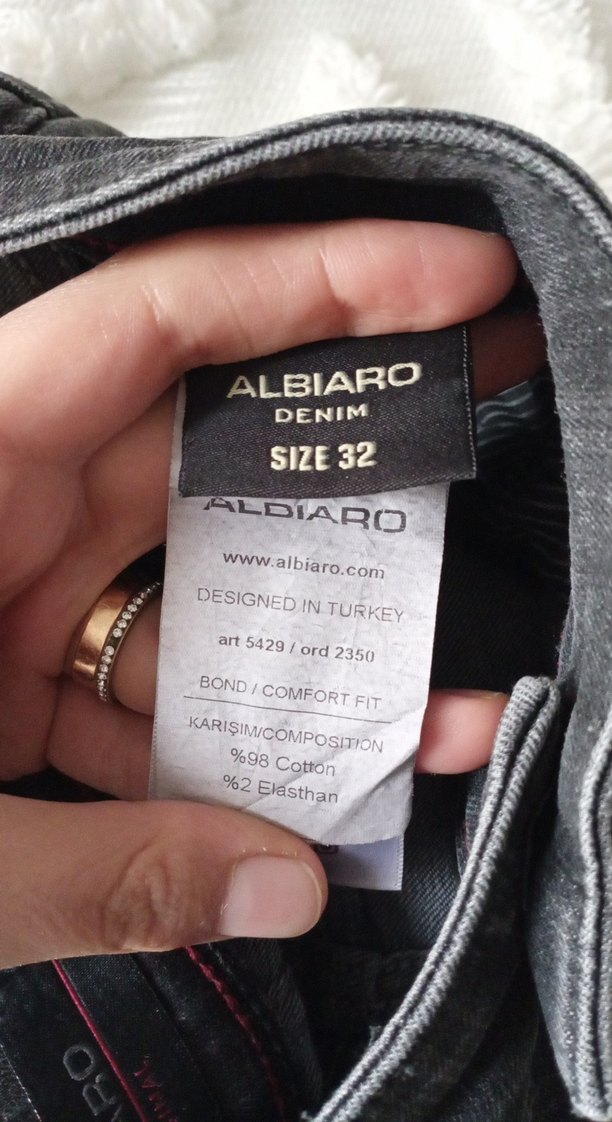 ALBIARO
DENIM
SIZE 32
ALBIARO
www.albiaro.com
DESIGNED IN TURKEY
art 5429 / ord 2350
BOND / COMFORT FIT
KARIŞIM/COMPOSITION
%98 Cotton
%2 Elasthan
ARO